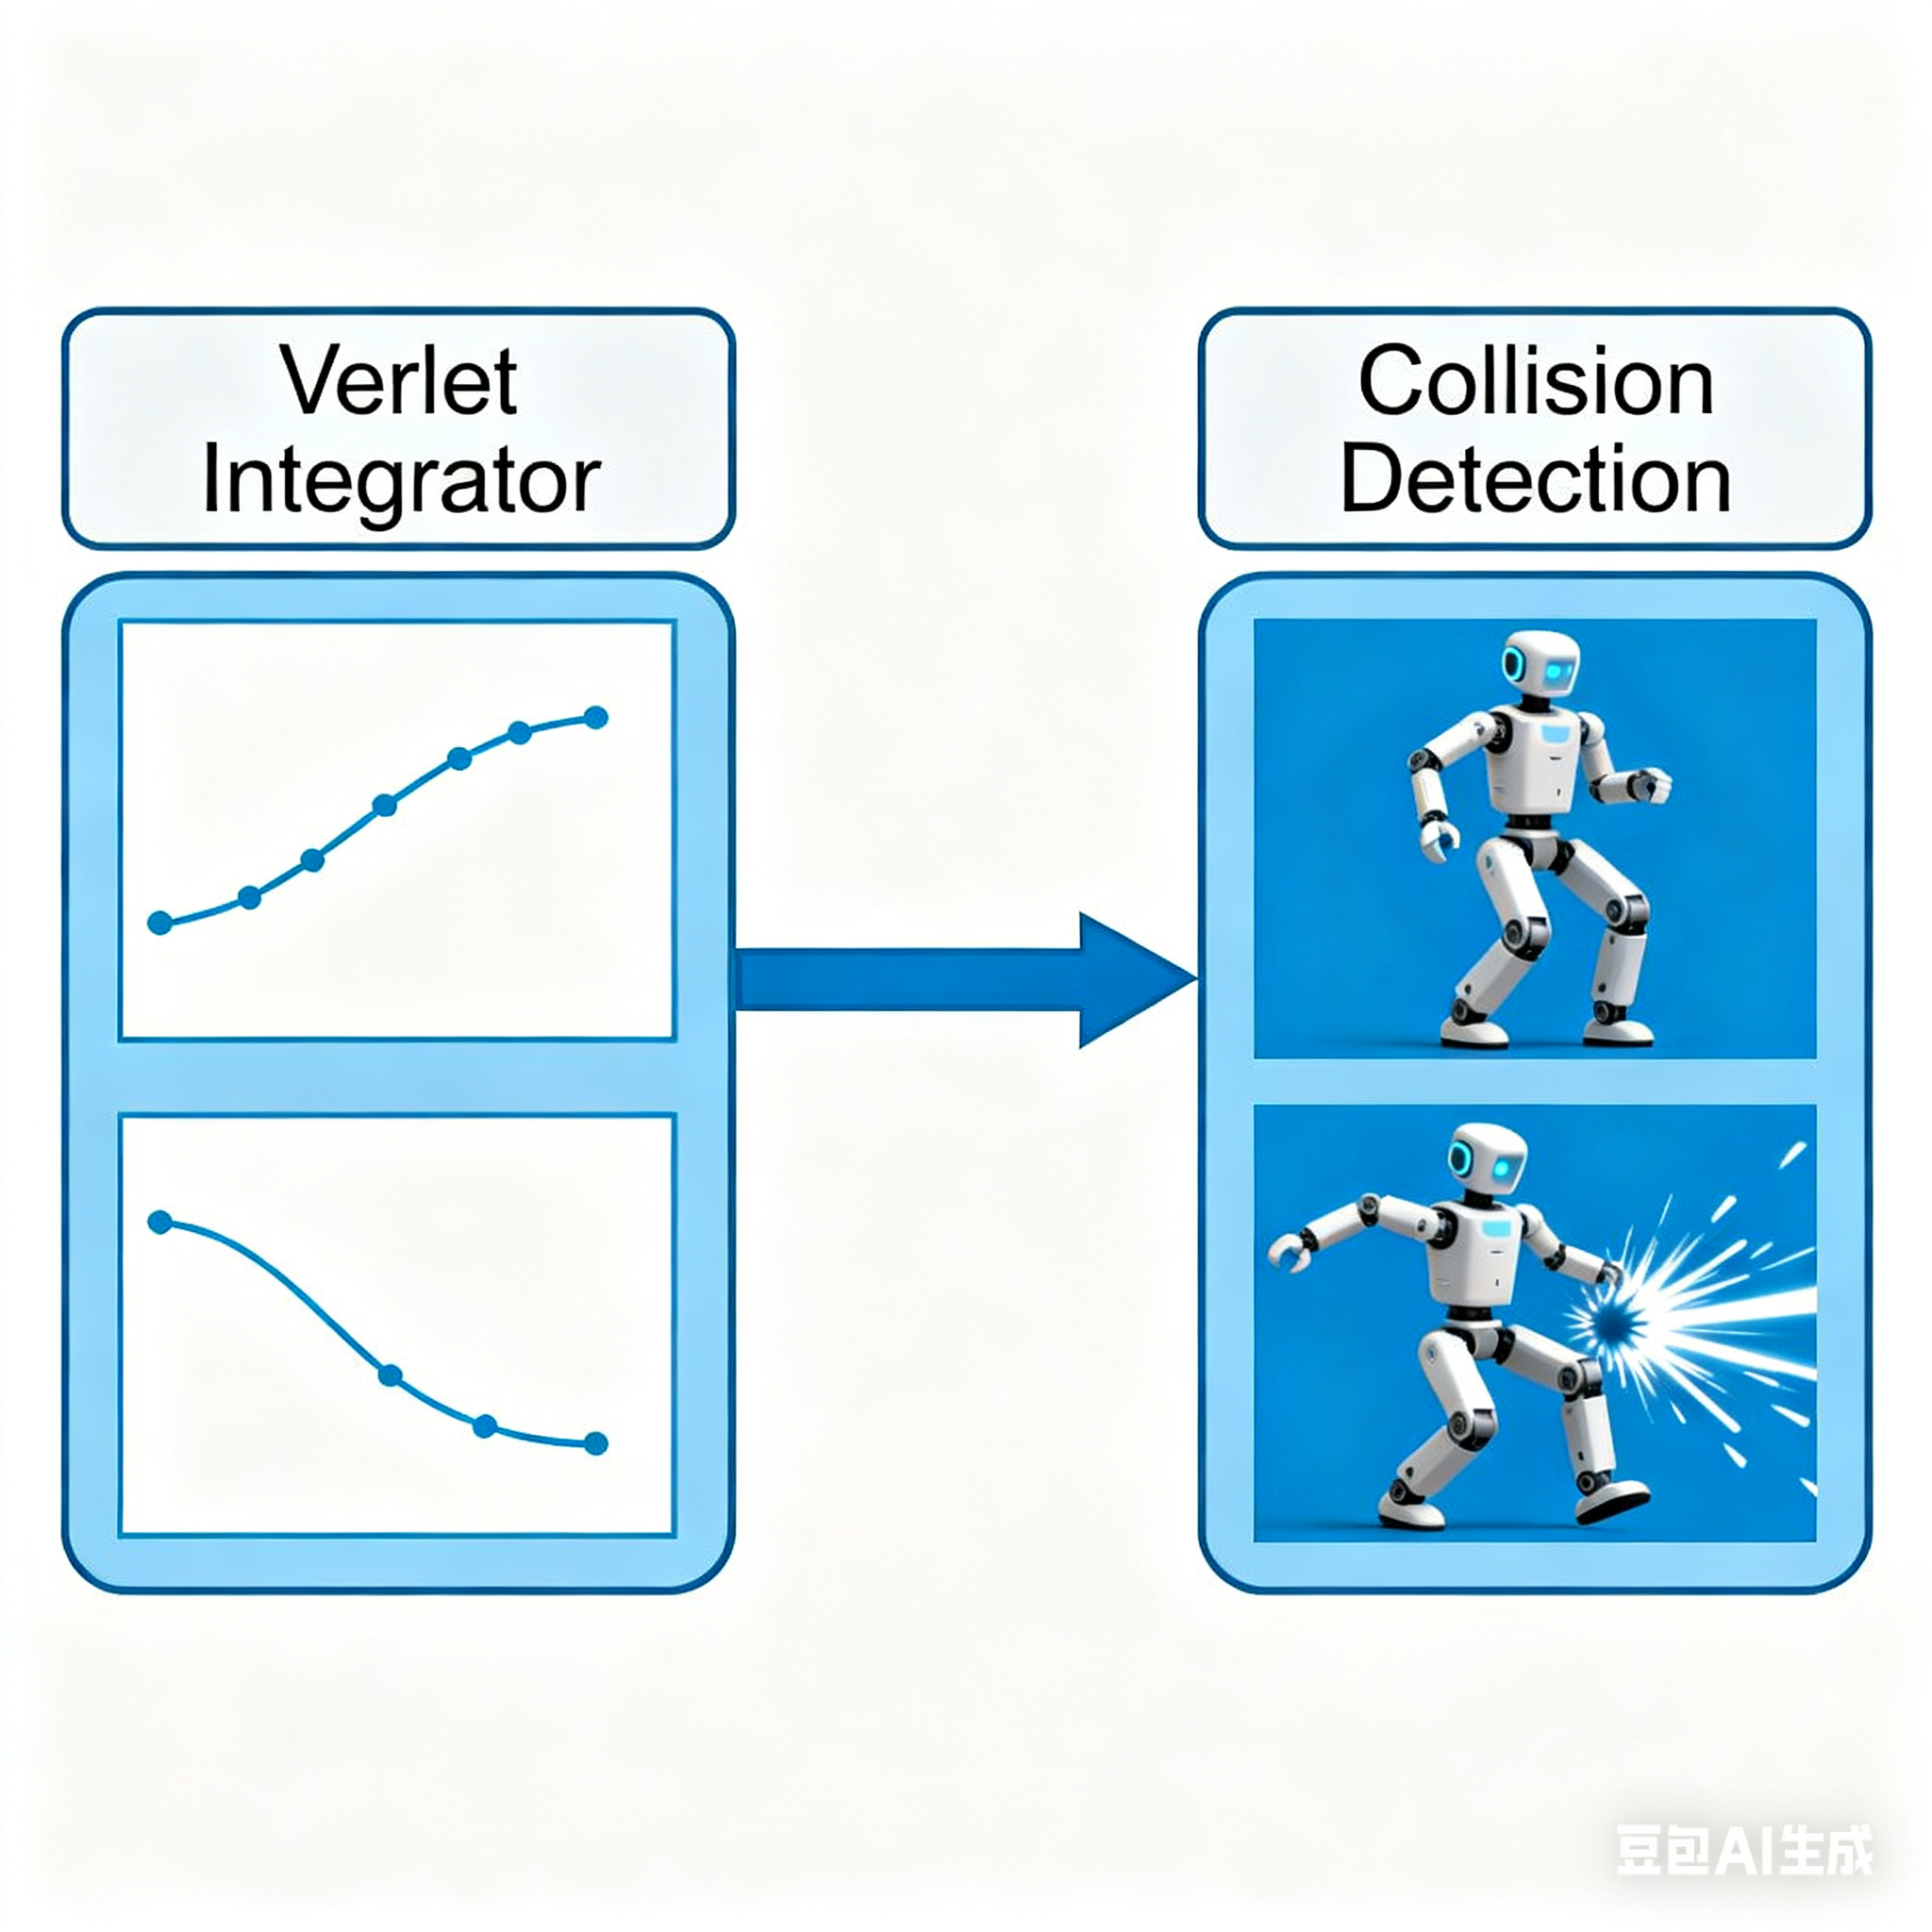 Verlet
Integrator
Collision
Detection
豆包AI生成